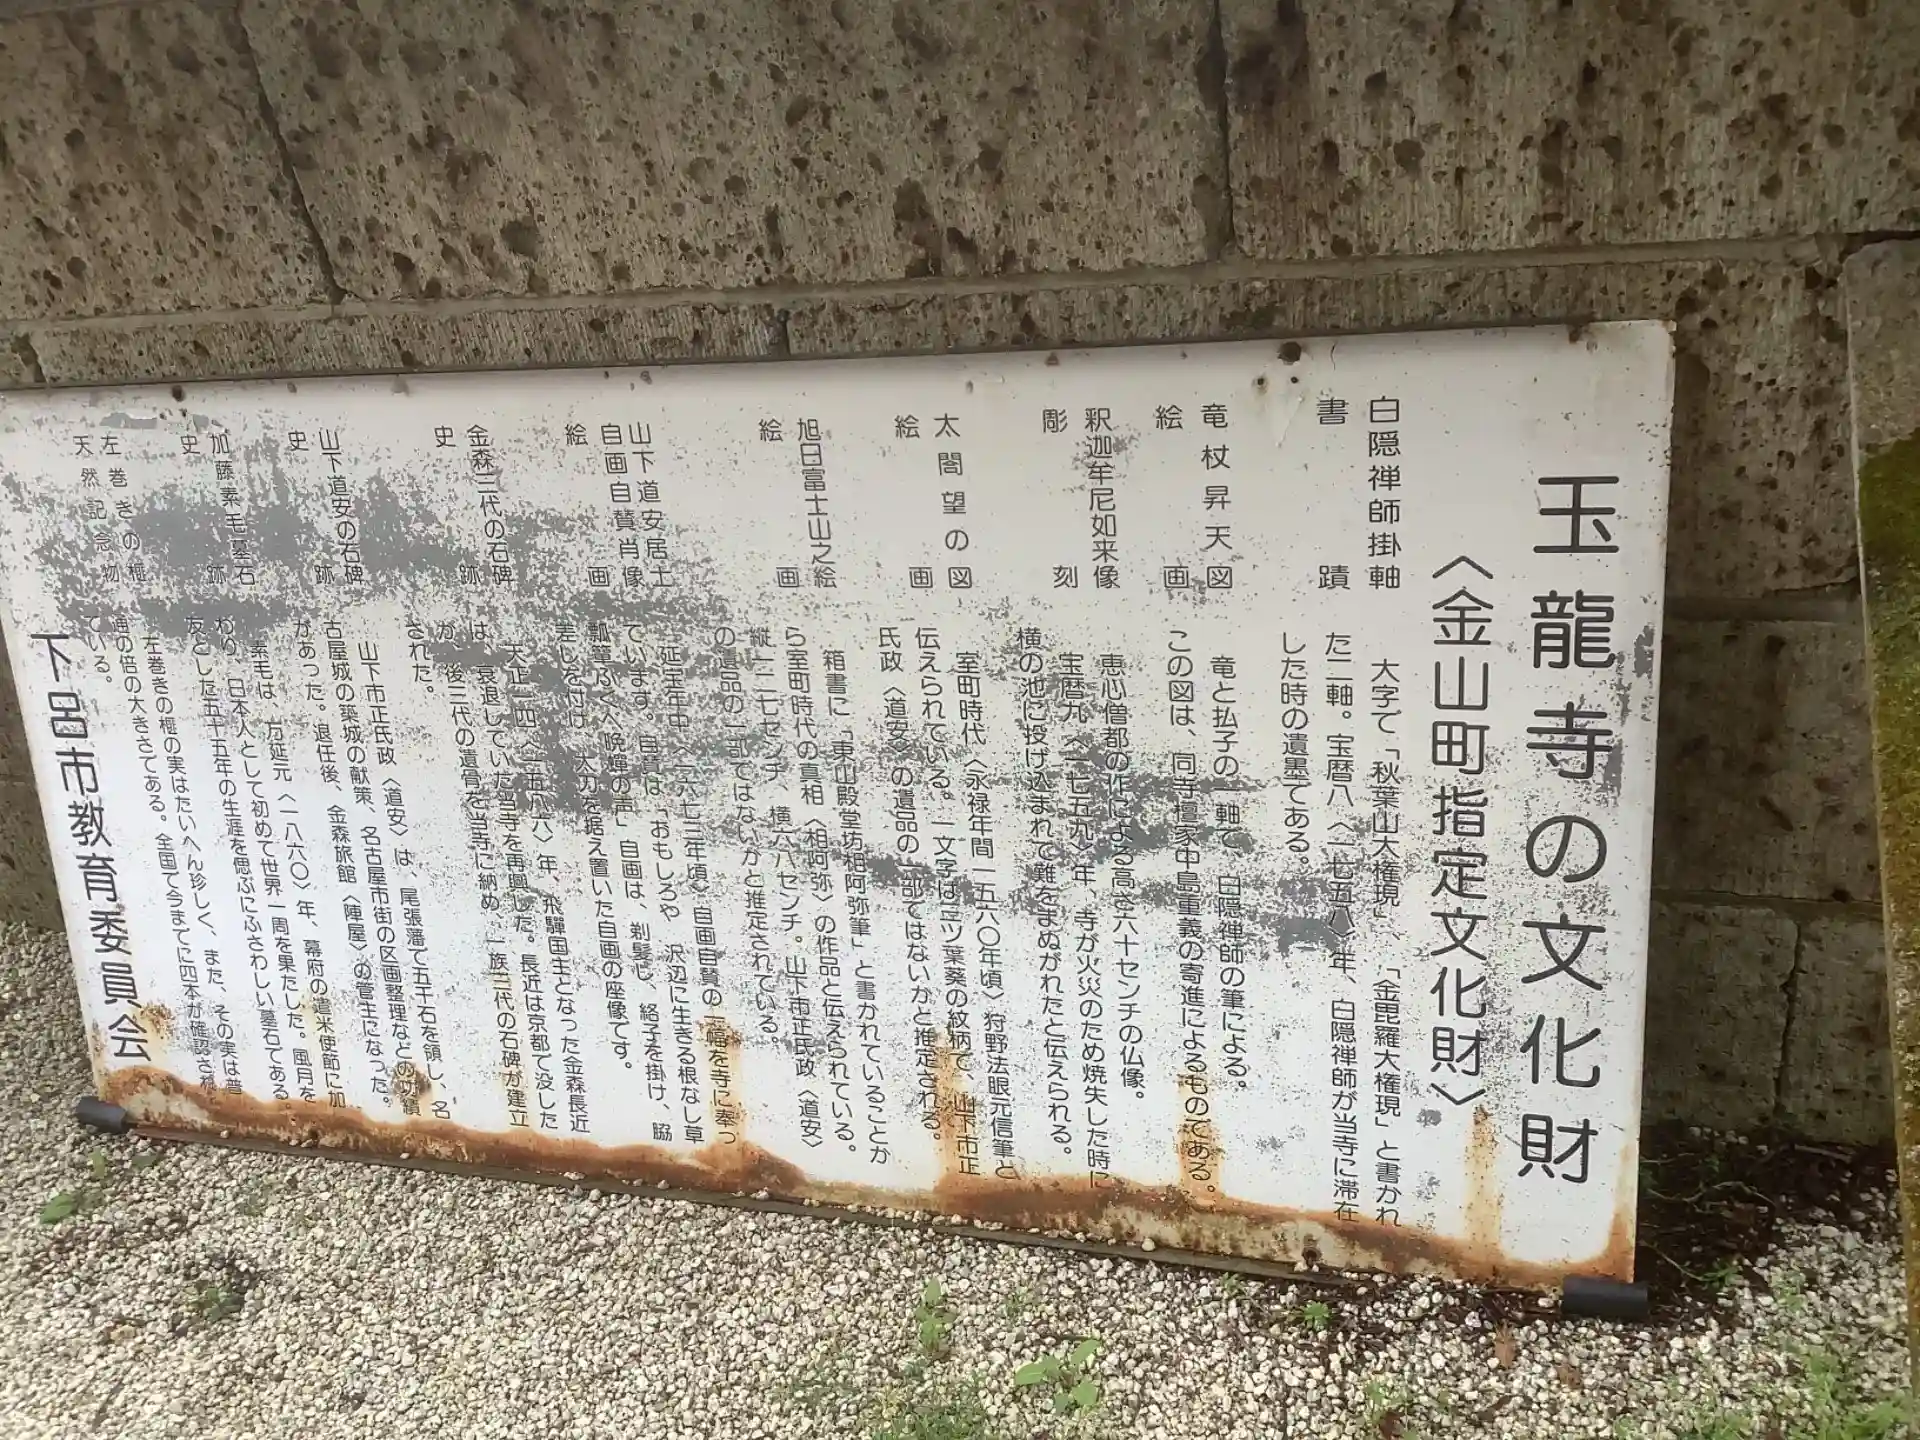 玉龍寺の文化財
〈金山町指定文化財〉
白隠禅師掛軸
書蹟
大字で「秋葉山大権現」、「金毘羅大権現」と書かれ
た二軸。宝暦八〈一七五八〉年、白隠禅師が当寺に滞在
した時の遺墨である。
竜杖昇天図
絵画
竜と払子の一軸で、白隠禅師の筆による。
この図は、同寺檀家中島重義の寄進によるものである。
釈迦牟尼如来像
彫刻
恵心僧都の作による高さ六十センチの仏像。
宝暦九〈一七五九〉年、寺が火災のため焼失した時に
横の池に投げ込まれて難をまぬがれたと伝えられる。
太閤望の図
絵画
室町時代〈永禄年間一五六〇年頃〉狩野法眼元信筆と
伝えられている。一文字は三ツ葉葵の紋柄で、山下市正
氏政〈道安〉の遺品の一部ではないかと推定される。
旭日富士山之絵
絵画
箱書に「東山殿堂坊相阿弥筆」と書かれていることか
ら室町時代の真相〈相阿弥〉の作品と伝えられている。
縦二七センチ、横六八センチ。山下市正氏政〈道安〉
の遺品の一部ではないかと推定されている。
山下道安居士
自画自賛肖像
絵画
延宝年中〈一六七三年頃〉自画自賛の一幅を寺に奉っ
ています。自賛は、「おもしろや 沢辺に生きる根なし草
瓢箪ぶくべ晩蝉の声」自画は、剃髪し、絡子を掛け、脇
差しを付け、太刀を据え置いた自画の座像です。
金森三代の石碑
史跡
天正一四〈一五八六〉年、飛騨国主となった金森長近
は、衰退していた当寺を再興した。長近は京都で没した
が、後三代の遺骨を当寺に納め、一族三代の石碑が建立
された。
山下道安の石碑
史跡
山下市正氏政〈道安〉は、尾張藩で五千石を領し、名
古屋城の築城の献策、名古屋市街の区画整理などの功績
があった。退任後、金森旅館〈陣屋〉の管主になった。
加藤素毛墓石
史跡
素毛は、万延元〈一八六〇〉年、幕府の遣米使節に加
わり、日本人として初めて世界一周を果たした。風月を
友とした五十五年の生涯を偲ぶにふさわしい墓石である。
左巻きの榧
天然記念物
左巻きの榧の実はたいへん珍しく、また、その実は普
通の倍の大きさである。全国で今までに四本が確認され
ている。
下呂市教育委員会